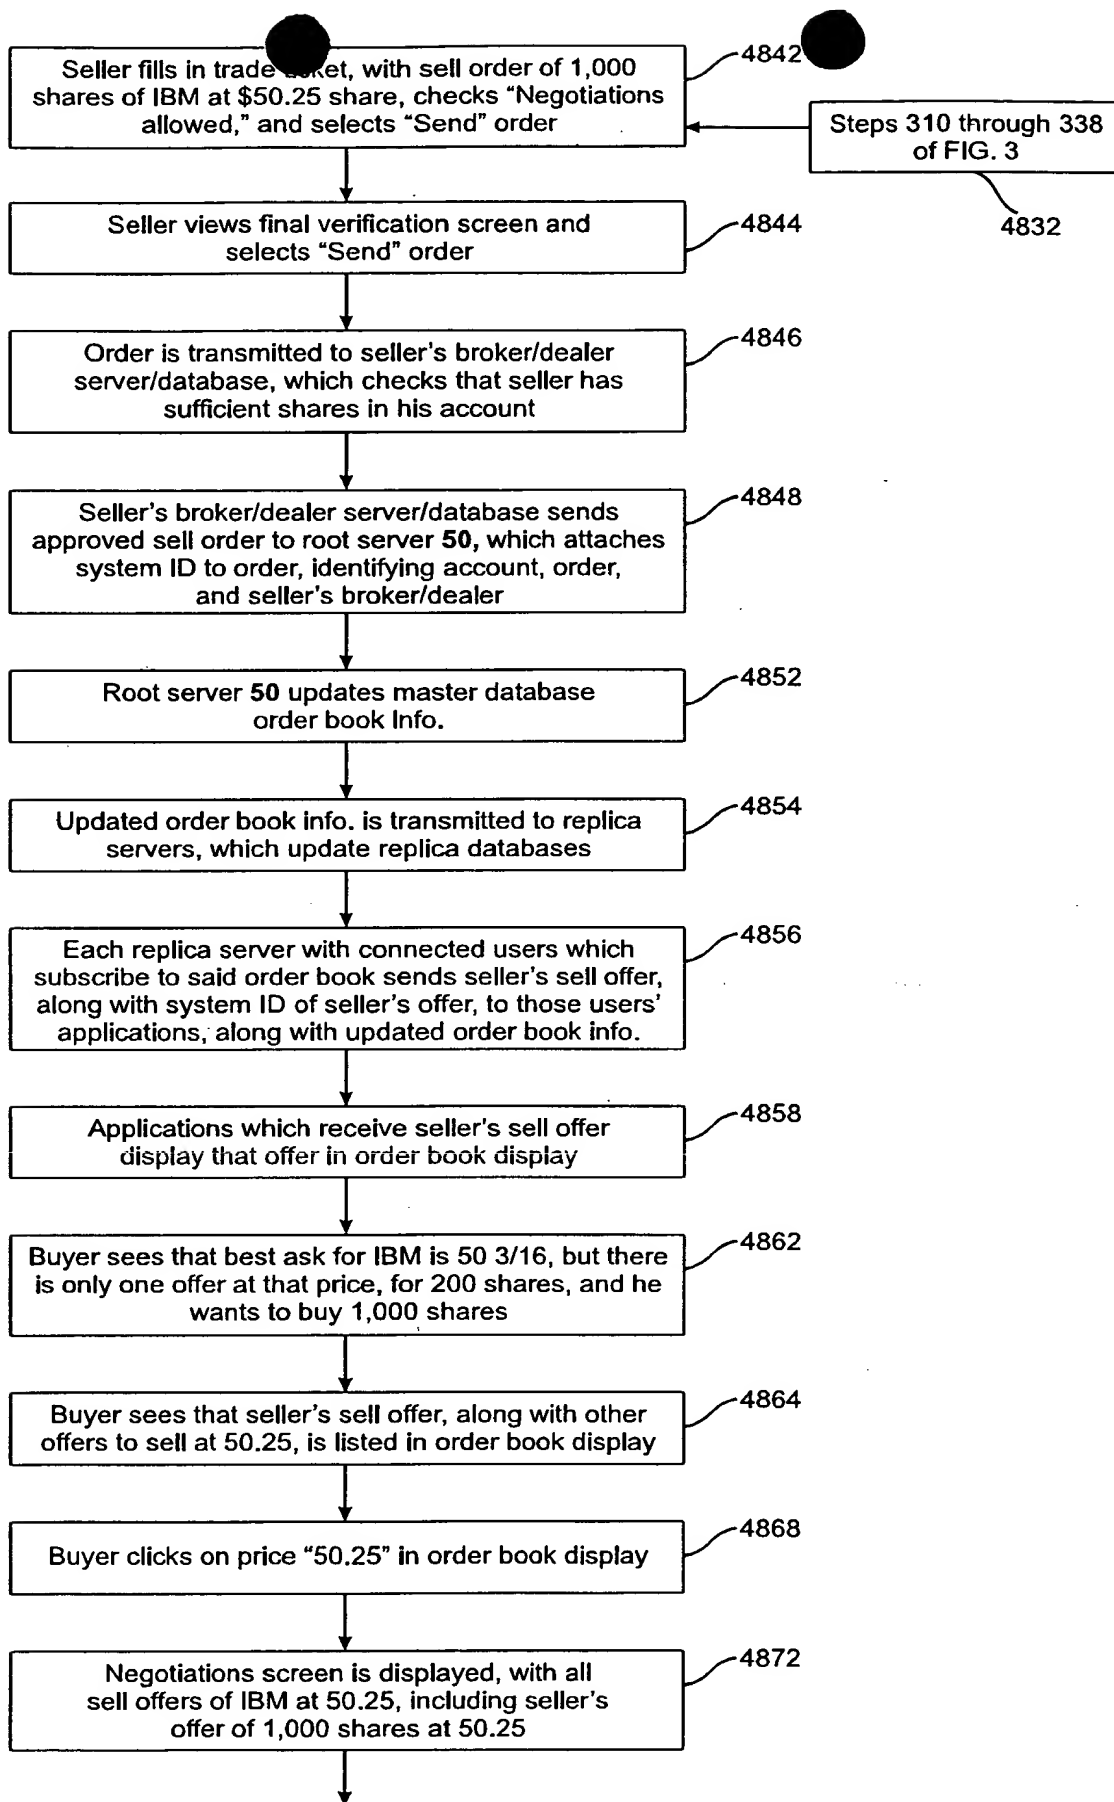 4842
Seller fills in trade ket, with sell order of 1,000
shares of IBM at $50.25 share, checks “Negotiations
allowed,” and selects “Send” order
Steps 310 through 338
of FIG. 3
4832
4844
Seller views final verification screen and
selects “Send” order
4846
Order is transmitted to seller’s broker/dealer
server/database, which checks that seller has
sufficient shares in his account
4848
Seller’s broker/dealer server/database sends
approved sell order to root server 50, which attaches
system ID to order, identifying account, order,
and seller’s broker/dealer
4852
Root server 50 updates master database
order book Info.
4854
Updated order book info. is transmitted to replica
servers, which update replica databases
4856
Each replica server with connected users which
subscribe to said order book sends seller’s sell offer,
along with system ID of seller’s offer, to those users’
applications, along with updated order book info.
4858
Applications which receive seller’s sell offer
display that offer in order book display
4862
Buyer sees that best ask for IBM is 50 3/16, but there
is only one offer at that price, for 200 shares, and he
wants to buy 1,000 shares
4864
Buyer sees that seller’s sell offer, along with other
offers to sell at 50.25, is listed in order book display
4868
Buyer clicks on price “50.25” in order book display
4872
Negotiations screen is displayed, with all
sell offers of IBM at 50.25, including seller’s
offer of 1,000 shares at 50.25